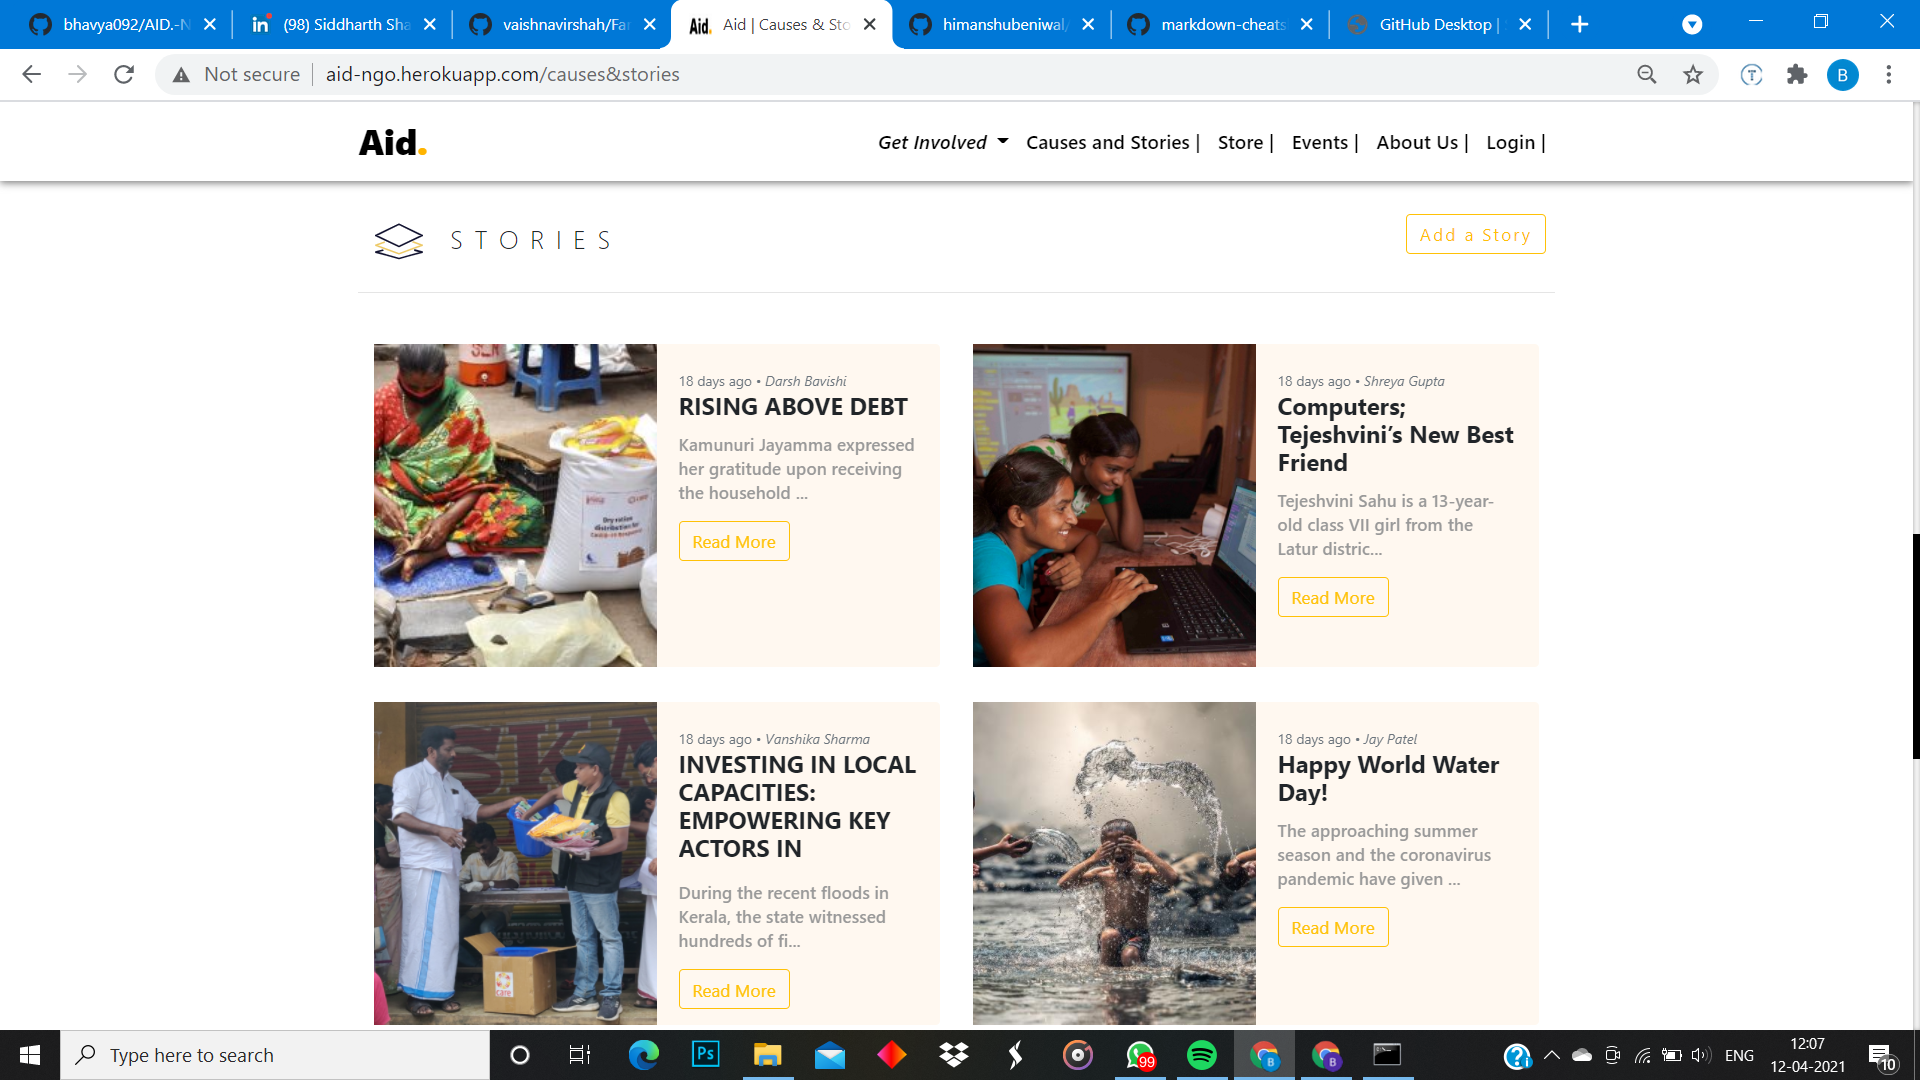 bhavya092/AID.-N
(98) Siddharth Sha
vaishnavirshah/Far
Aid. Aid | Causes & Sto
himanshubeniwal/
markdown-cheats
GitHub Desktop |
Not secure | aid-ngo.herokuapp.com/causes&stories
B
Aid.
Get Involved
Causes and Stories |
Store |
Events |
About Us |
Login |
STORIES
Add a Story
18 days ago • Darsh Bavishi
RISING ABOVE DEBT
Kamunuri Jayamma expressed
her gratitude upon receiving
the household ...
Read More
18 days ago • Shreya Gupta
Computers;
Tejeshvini’s New Best
Friend
Tejeshvini Sahu is a 13-year-
old class VII girl from the
Latur distric...
Read More
18 days ago • Vanshika Sharma
INVESTING IN LOCAL
CAPACITIES:
EMPOWERING KEY
ACTORS IN
During the recent floods in
Kerala, the state witnessed
hundreds of fi...
Read More
18 days ago • Jay Patel
Happy World Water
Day!
The approaching summer
season and the coronavirus
pandemic have given ...
Read More
Type here to search
Ps
99
ENG
12:07
12-04-2021
10